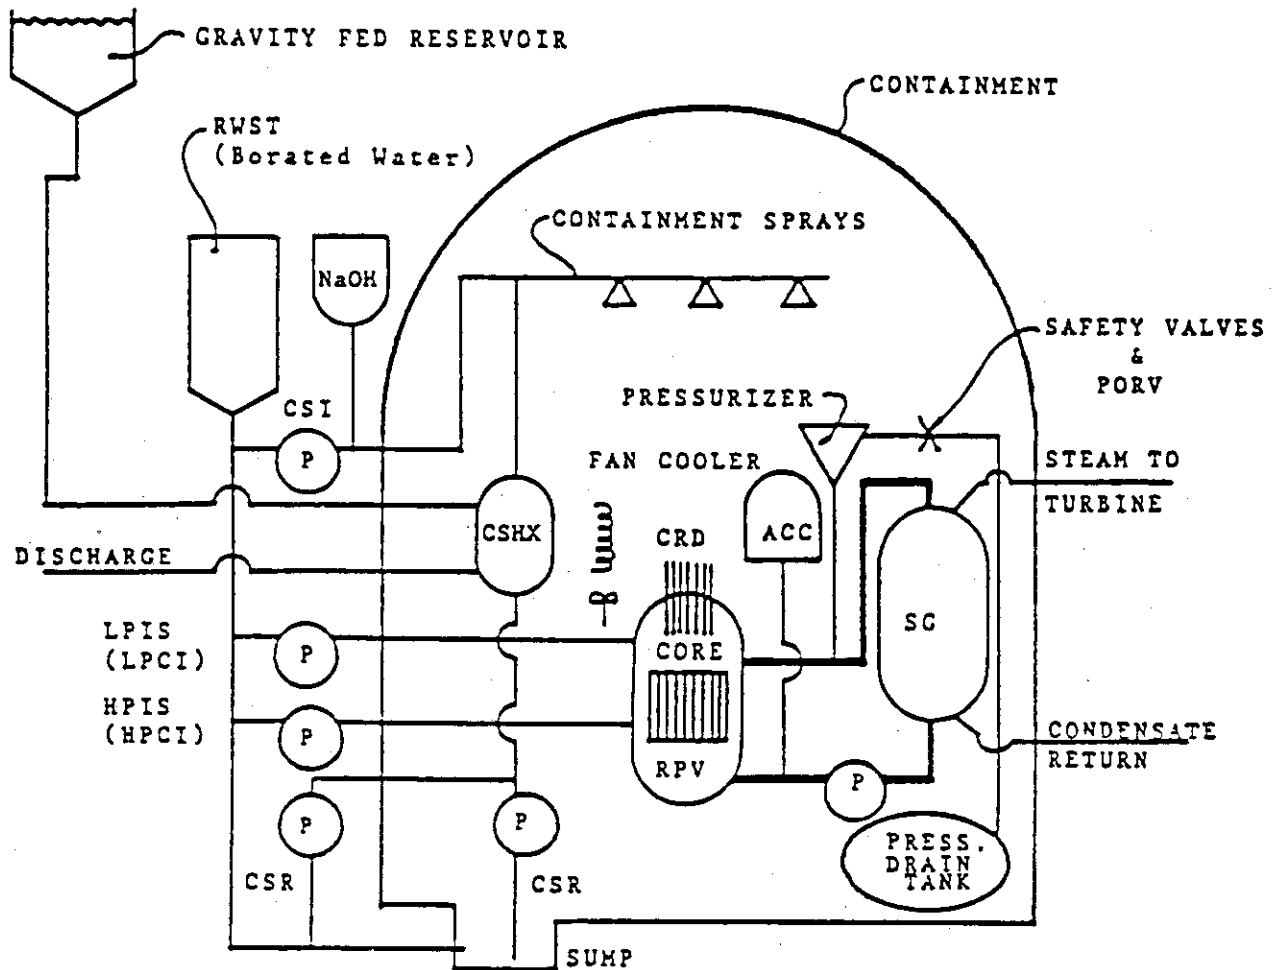 GRAVITY FED RESERVOIR
CONTAINMENT
RWST
(Borated Water)
CONTAINMENT SPRAYS
NaOH
SAFETY VALVES
&
PORV
PRESSURIZER
CSI
P
FAN COOLER
STEAM TO
TURBINE
CSHX
CRD
ACC
DISCHARGE
LPIS
(LPCI)
P
CORE
SG
HPIS
(HPCI)
P
RPV
P
CONDENSATE
RETURN
P
P
CSR
CSR
PRESS.
DRAIN
TANK
SUMP